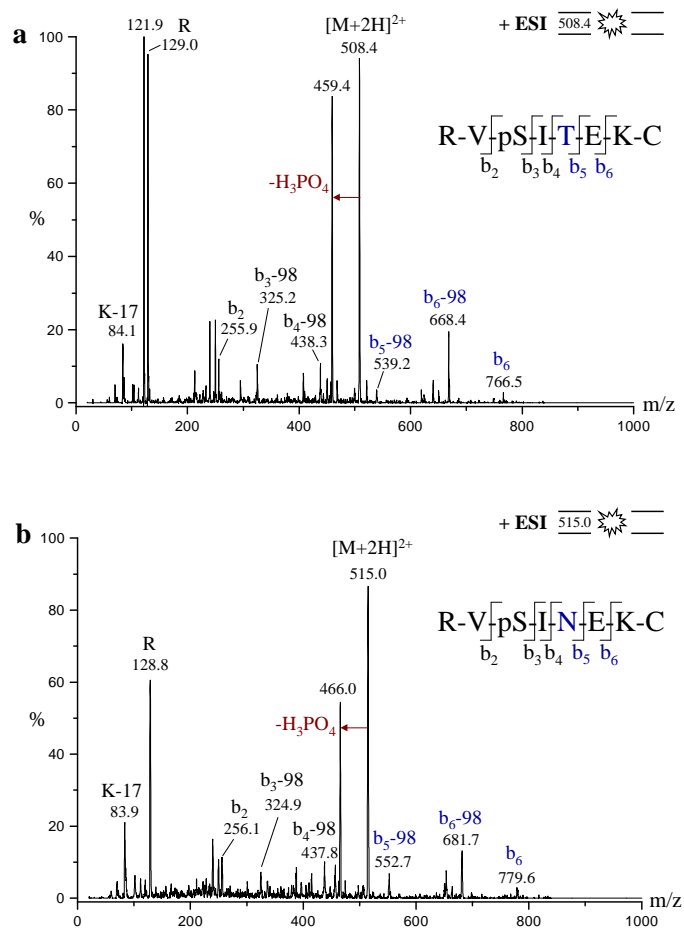 a
121.9
R
129.0
[M+2H]2+
508.4
+ ESI 508.4
459.4
R-V-pS-I-T-E-K-C
b2 b3 b4 b5 b6
-H3PO4
%
K-17
84.1
b2
255.9
b3-98
325.2
b4-98
438.3
b5-98
539.2
b6-98
668.4
b6
766.5
100
80
60
40
20
0
0 200 400 600 800 1000
m/z
b
[M+2H]2+
515.0
+ ESI 515.0
R
128.8
466.0
R-V-pS-I-N-E-K-C
b2 b3 b4 b5 b6
-H3PO4
%
K-17
83.9
b2
256.1
b3-98
324.9
b4-98
437.8
b5-98
552.7
b6-98
681.7
b6
779.6
100
80
60
40
20
0
0 200 400 600 800 1000
m/z